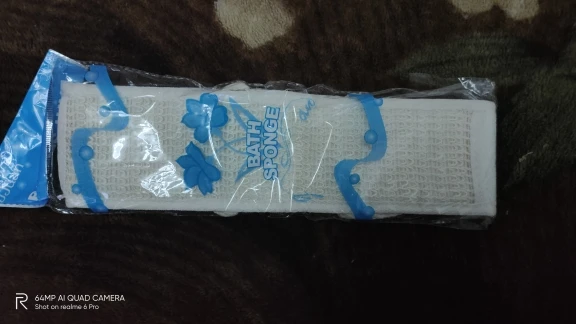 BATH
SPONGE
64MP AI QUAD CAMERA
Shot on realme 6 Pro